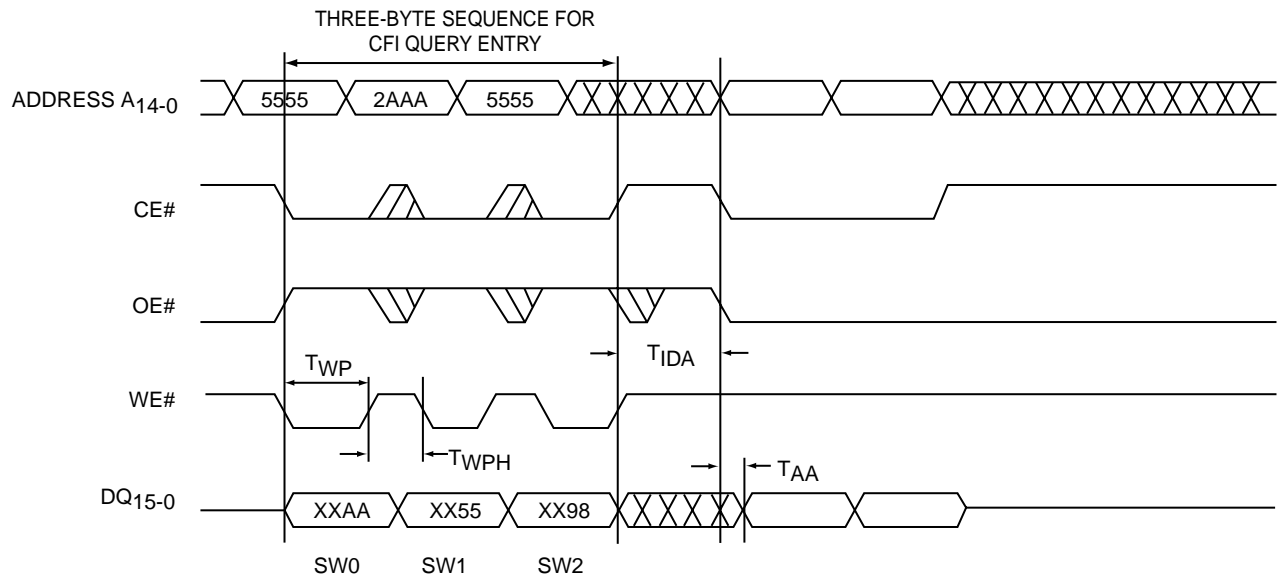 THREE-BYTE SEQUENCE FOR
CFI QUERY ENTRY
ADDRESS A14-0
5555
2AAA
5555
CE#
OE#
TIDA
TWP
WE#
TWPH
TAA
DQ15-0
XXAA
XX55
XX98
SW0
SW1
SW2